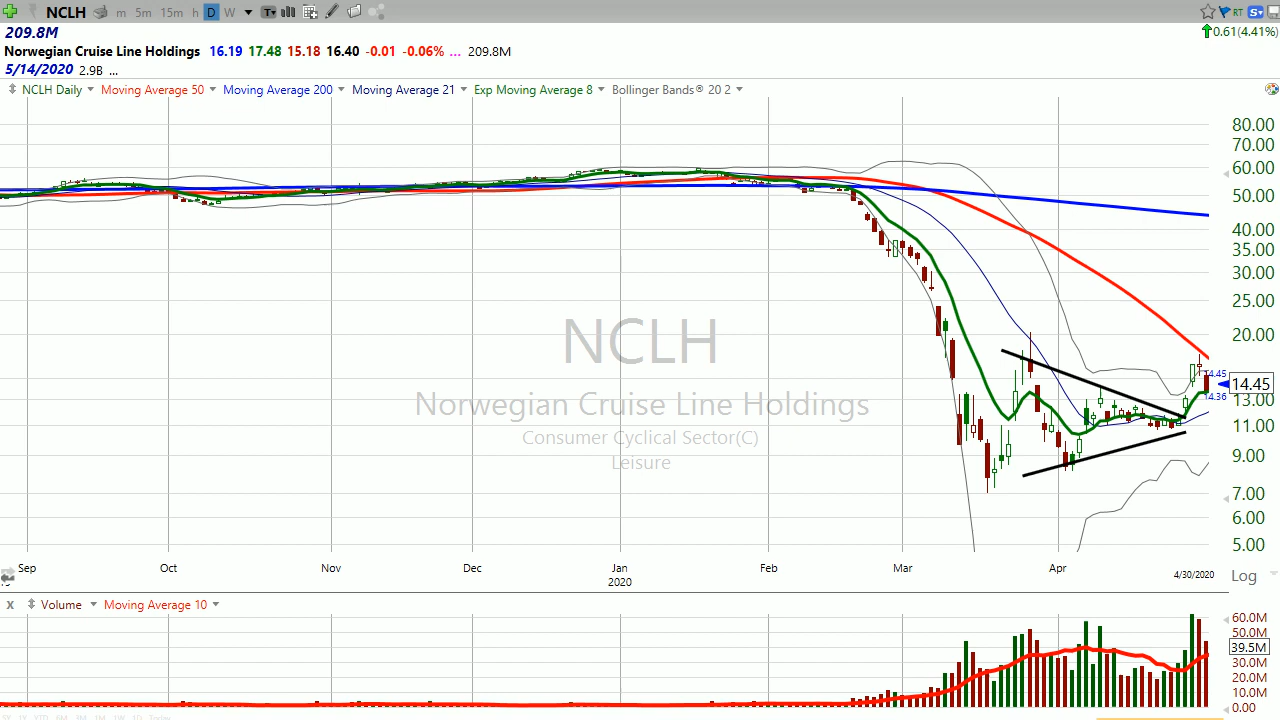 NCLH m 5m 15m h D W T RT S
209.8M 0.61(4.41%)
Norwegian Cruise Line Holdings 16.19 17.48 15.18 16.40 -0.01 -0.06% ... 209.8M
5/14/2020 2.9B ...
NCLH Daily Moving Average 50 Moving Average 200 Moving Average 21 Exp Moving Average 8 Bollinger Bands® 20 2
80.00
70.00
60.00
50.00
40.00
35.00
30.00
25.00
20.00
NCLH
14.45
14.45
14.36
13.00
Norwegian Cruise Line Holdings
11.00
Consumer Cyclical Sector(C)
9.00
Leisure
7.00
6.00
5.00
Sep Oct Nov Dec Jan Feb Mar Apr
2020 4/30/2020 Log
X Volume Moving Average 10
60.0M
50.0M
39.5M
30.0M
20.0M
10.0M
0.00